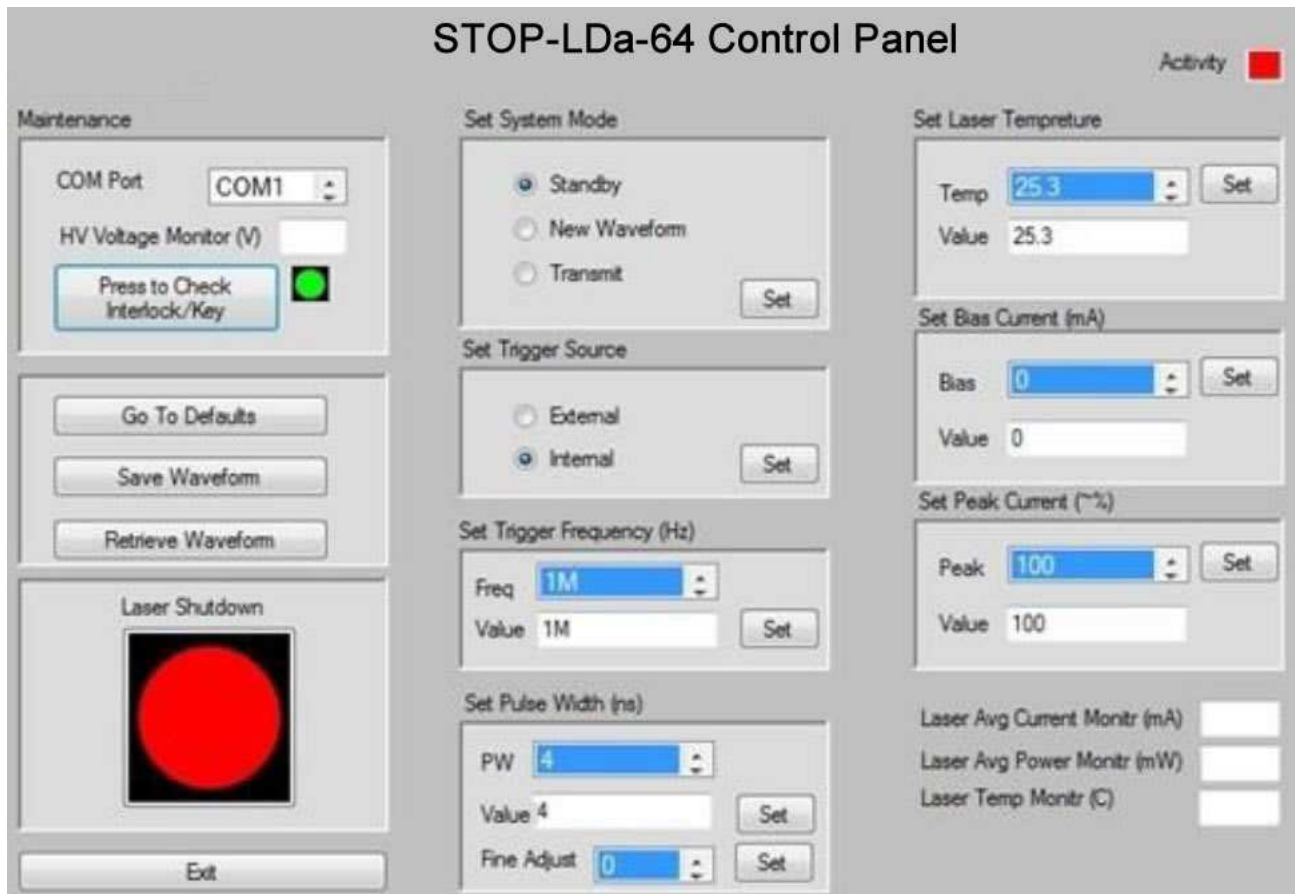 STOP-LDa-64 Control Panel
Acitivity
Maintenance
COM Port COM1
HV Voltage Monitor (V)
Press to Check
Interlock/Key
Go To Defaults
Save Waveform
Retrieve Waveform
Laser Shutdown
Exit
Set System Mode
Standby
New Waveform
Transmit
Set
Set Trigger Source
External
Internal
Set
Set Trigger Frequency (Hz)
Freq 1M
Value 1M Set
Set Pulse Width (ns)
PW 4
Value 4 Set
Fine Adjust 0 Set
Set Laser Tempreture
Temp 25.3 Set
Value 25.3
Set Bias Current (mA)
Bias 0 Set
Value 0
Set Peak Current (~%)
Peak 100 Set
Value 100
Laser Avg Current Monitr (mA)
Laser Avg Power Monitr (mW)
Laser Temp Monitr (C)